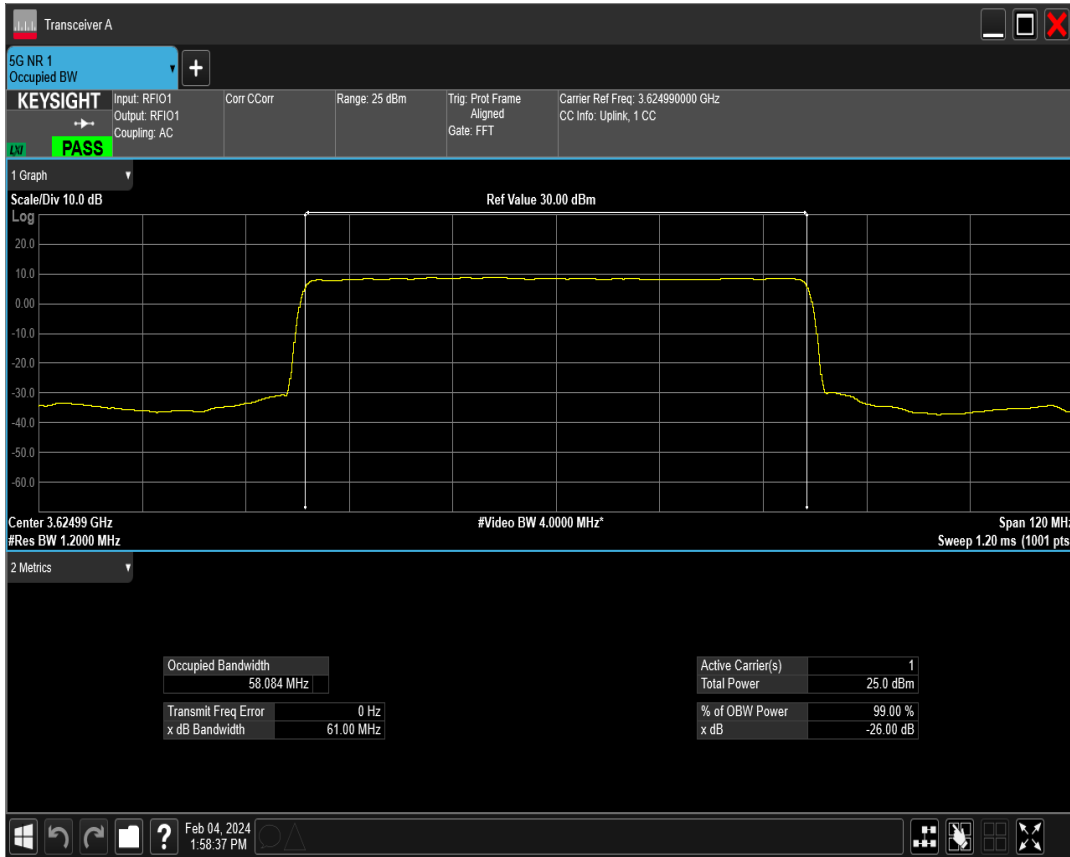 Transceiver A
5G NR 1
Occupied BW
+
KEYSIGHT
LXI
PASS
Input: RFIO1
Output: RFIO1
Coupling: AC
Corr CCorr
Range: 25 dBm
Trig: Prot Frame
Aligned
Gate: FFT
Carrier Ref Freq: 3.624990000 GHz
CC Info: Uplink, 1 CC
1 Graph
Scale/Div 10.0 dB
Ref Value 30.00 dBm
Log
20.0
10.0
0.00
-10.0
-20.0
-30.0
-40.0
-50.0
-60.0
Center 3.62499 GHz
#Video BW 4.0000 MHz*
Span 120 MHz
#Res BW 1.2000 MHz
Sweep 1.20 ms (1001 pts
2 Metrics
Occupied Bandwidth
58.084 MHz
Transmit Freq Error 0 Hz
x dB Bandwidth 61.00 MHz
Active Carrier(s) 1
Total Power 25.0 dBm
% of OBW Power 99.00 %
x dB -26.00 dB
?
Feb 04, 2024
1:58:37 PM